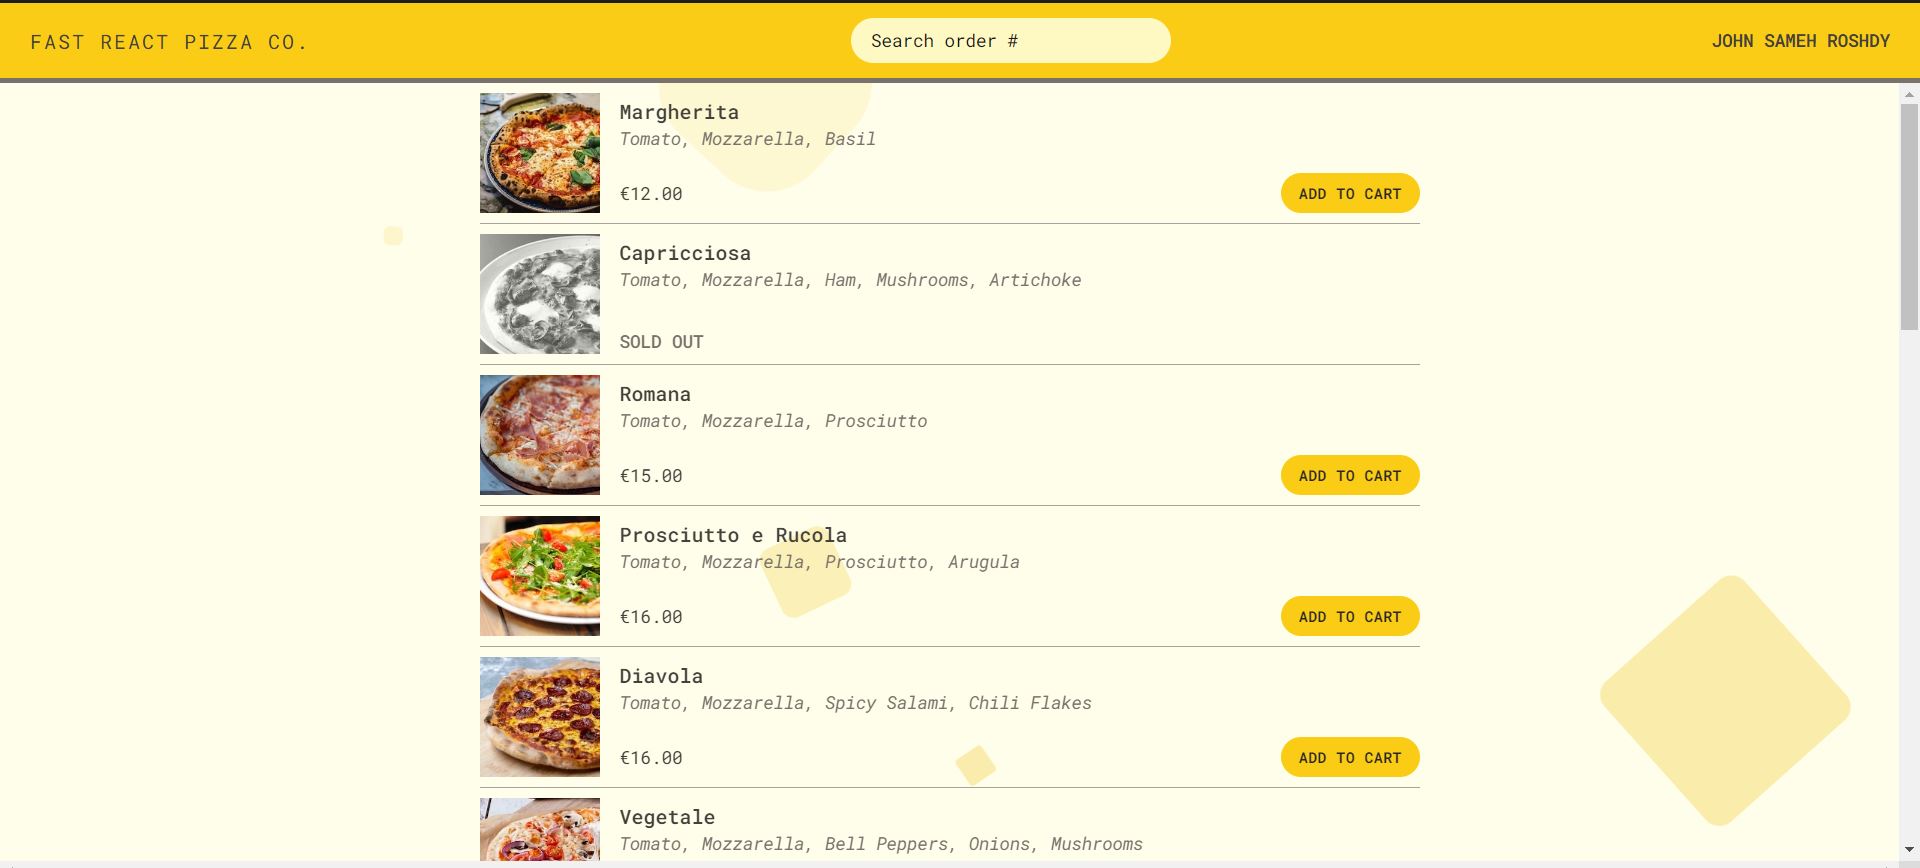 FAST REACT PIZZA CO.
Search order #
JOHN SAMEH ROSHDY
Margherita
Tomato, Mozzarella, Basil
€12.00
ADD TO CART
Capricciosa
Tomato, Mozzarella, Ham, Mushrooms, Artichoke
SOLD OUT
Romana
Tomato, Mozzarella, Prosciutto
€15.00
ADD TO CART
Prosciutto e Rucola
Tomato, Mozzarella, Prosciutto, Arugula
€16.00
ADD TO CART
Diavola
Tomato, Mozzarella, Spicy Salami, Chili Flakes
€16.00
ADD TO CART
Vegetale
Tomato, Mozzarella, Bell Peppers, Onions, Mushrooms